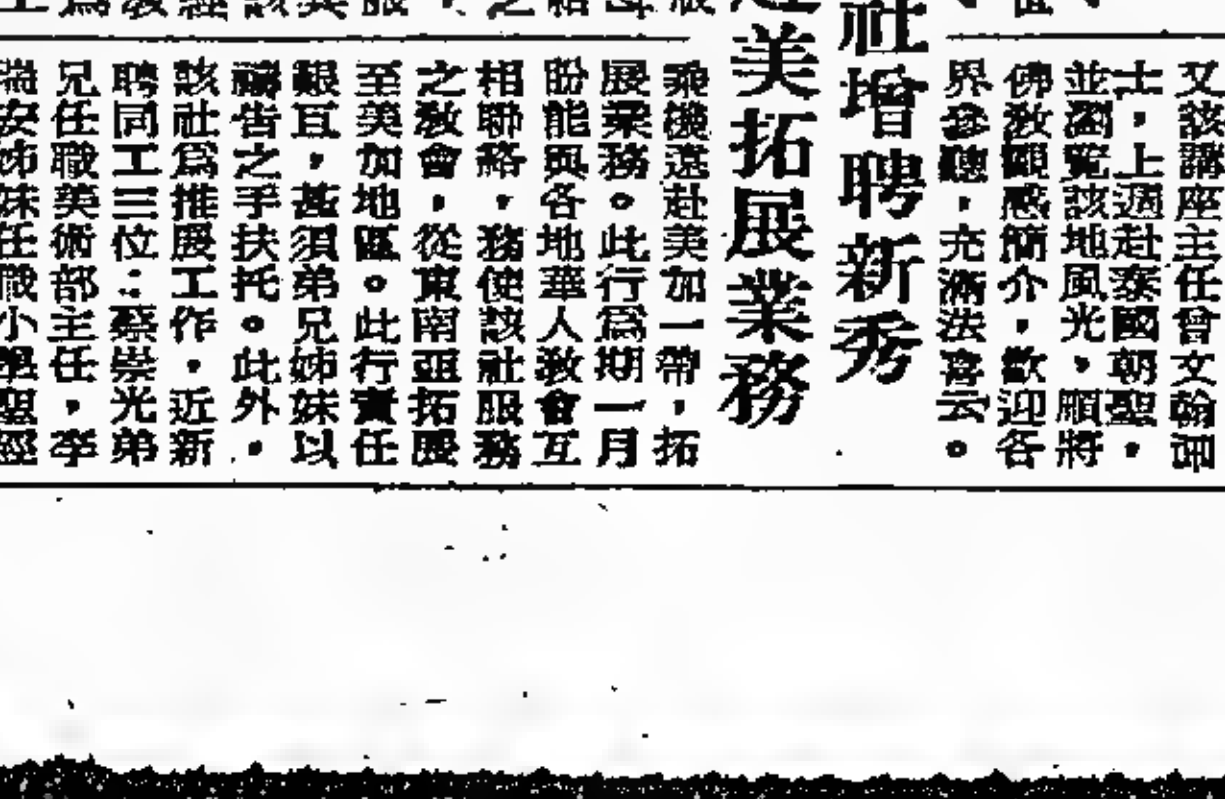 又該講座主任曾文翰迦
士，上週赴泰國朝聖，
並瀏覽該地風光，願將
佛教觀感簡介，歡迎各
界參聽，充滿法喜云。
社增聘新秀
赴美拓展業務
乘機遠赴美加一帶，拓
展業務。此行爲期一月
盼能與各地華人教會互
相聯絡，務使該社服務
之教會，從東南亞拓展
至美加地區。此行責任
艱巨，甚須弟兄姊妹以
禱告之手扶托。此外，
該社爲推展工作，近新
聘同工三位：蔡崇光弟
兄任職美術部主任，李
瑞安姊妹任職小學聖經